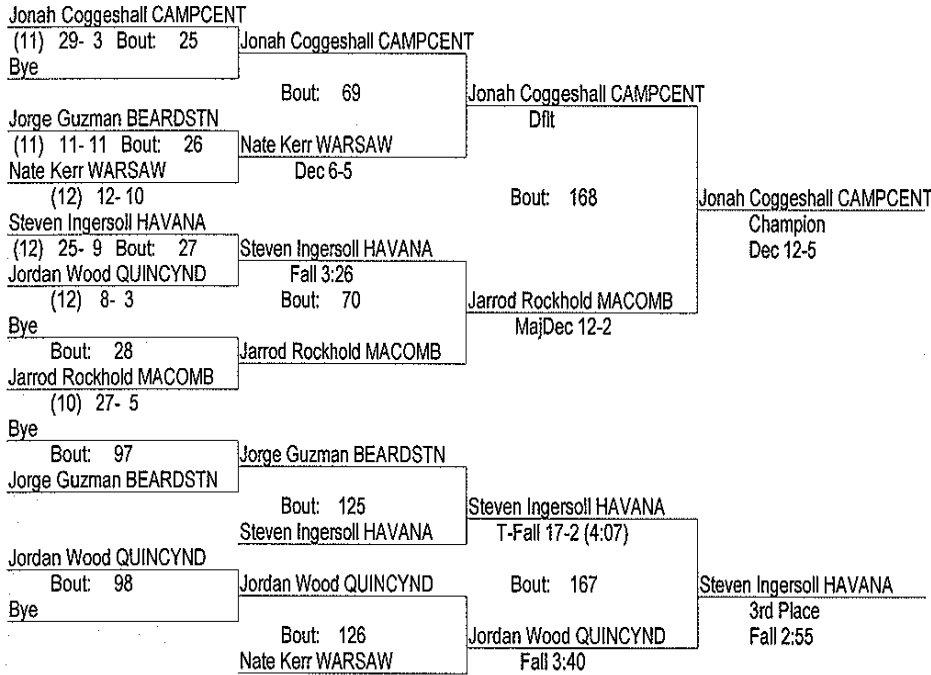 Jonah Coggeshall CAMPCENT
(11) 29- 3 Bout: 25
Bye
Jonah Coggeshall CAMPCENT
Bout: 69
Jorge Guzman BEARDSTN
(11) 11- 11 Bout: 26
Nate Kerr WARSAW
(12) 12- 10
Nate Kerr WARSAW
Dec 6-5
Jonah Coggeshall CAMPCENT
Dflt
Bout: 168
Steven Ingersoll HAVANA
(12) 25- 9 Bout: 27
Jordan Wood QUINCYND
(12) 8- 3
Steven Ingersoll HAVANA
Fall 3:26
Bout: 70
Bye
Bout: 28
Jarrod Rockhold MACOMB
(10) 27- 5
Jarrod Rockhold MACOMB
Jarrod Rockhold MACOMB
MajDec 12-2
Jonah Coggeshall CAMPCENT
Champion
Dec 12-5
Bye
Bout: 97
Jorge Guzman BEARDSTN
Jorge Guzman BEARDSTN
Bout: 125
Steven Ingersoll HAVANA
Steven Ingersoll HAVANA
T-Fall 17-2 (4:07)
Bout: 167
Jordan Wood QUINCYND
Bout: 98
Bye
Jordan Wood QUINCYND
Bout: 126
Nate Kerr WARSAW
Jordan Wood QUINCYND
Fall 3:40
Steven Ingersoll HAVANA
3rd Place
Fall 2:55